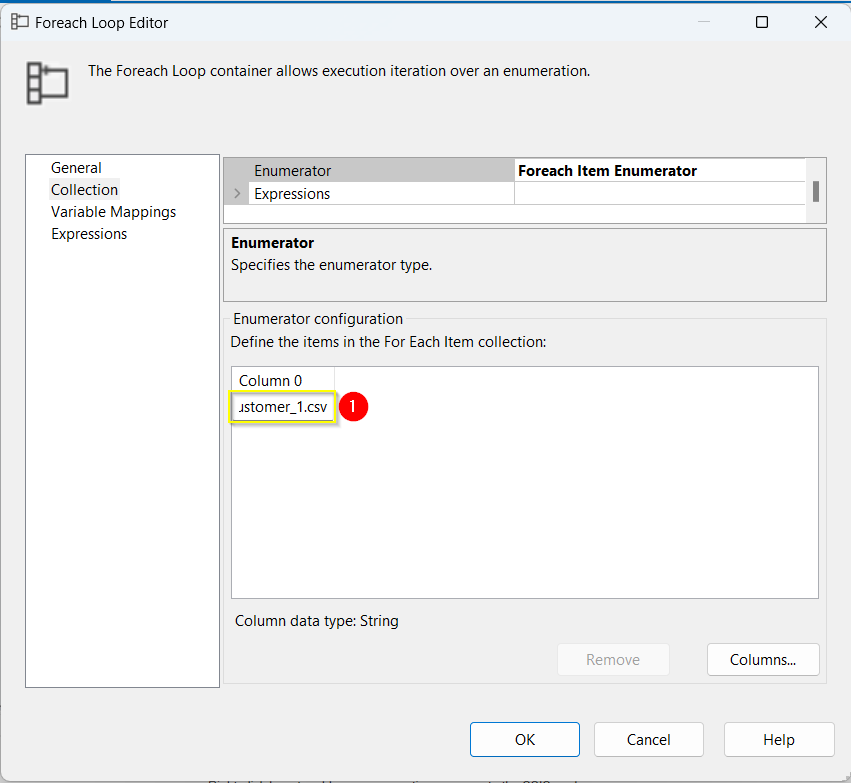 Foreach Loop Editor
The Foreach Loop container allows execution iteration over an enumeration.
General
Collection
Variable Mappings
Expressions
Enumerator Foreach Item Enumerator
Expressions
Enumerator
Specifies the enumerator type.
Enumerator configuration
Define the items in the For Each Item collection:
Column 0
ustomer_1.csv 1
Column data type: String
Remove Columns...
OK Cancel Help